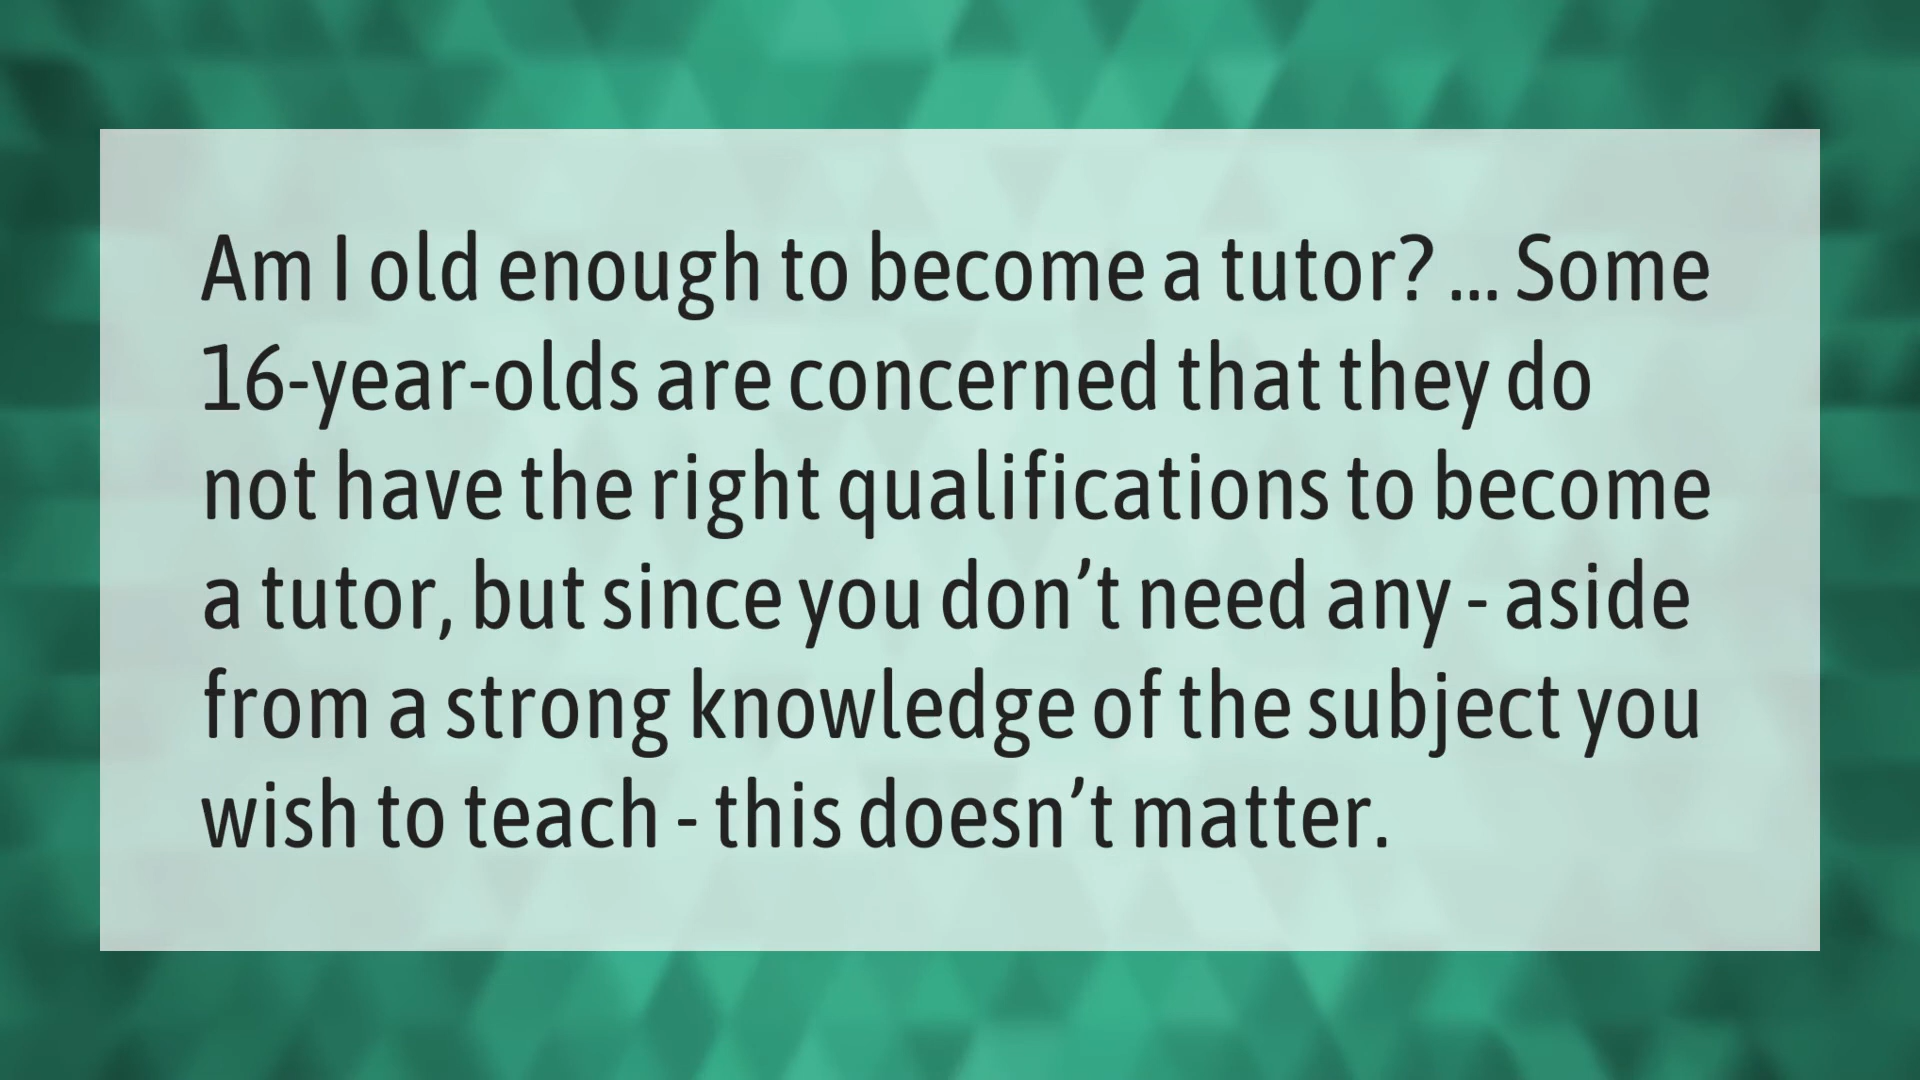 Am I old enough to become a tutor? ... Some
16-year-olds are concerned that they do
not have the right qualifications to become
a tutor, but since you don’t need any - aside
from a strong knowledge of the subject you
wish to teach - this doesn’t matter.